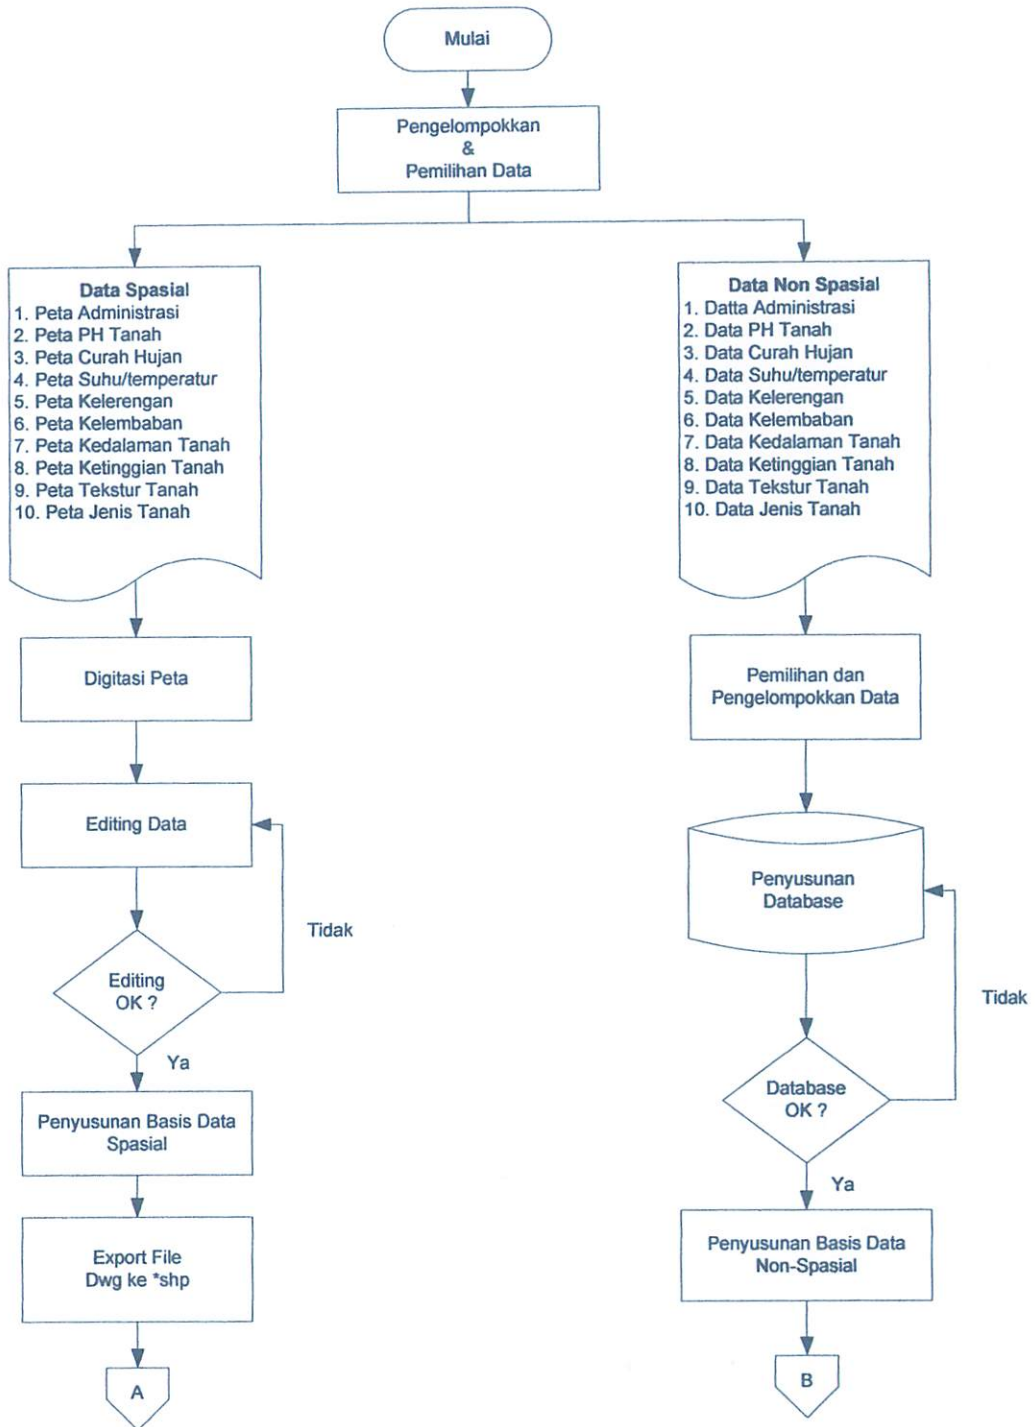 Mulai
Pengelompokkan
&
Pemilihan Data
Data Spasial
1. Peta Administrasi
2. Peta PH Tanah
3. Peta Curah Hujan
4. Peta Suhu/temperatur
5. Peta Kelerengan
6. Peta Kelembaban
7. Peta Kedalaman Tanah
8. Peta Ketinggian Tanah
9. Peta Tekstur Tanah
10. Peta Jenis Tanah
Digitasi Peta
Editing Data
Tidak
Editing
OK ?
Ya
Penyusunan Basis Data
Spasial
Export File
Dwg ke *shp
A
Data Non Spasial
1. Datta Administrasi
2. Data PH Tanah
3. Data Curah Hujan
4. Data Suhu/temperatur
5. Data Kelerengan
6. Data Kelembaban
7. Data Kedalaman Tanah
8. Data Ketinggian Tanah
9. Data Tekstur Tanah
10. Data Jenis Tanah
Pemilihan dan
Pengelompokkan Data
Penyusunan
Database
Tidak
Database
OK ?
Ya
Penyusunan Basis Data
Non-Spasial
B